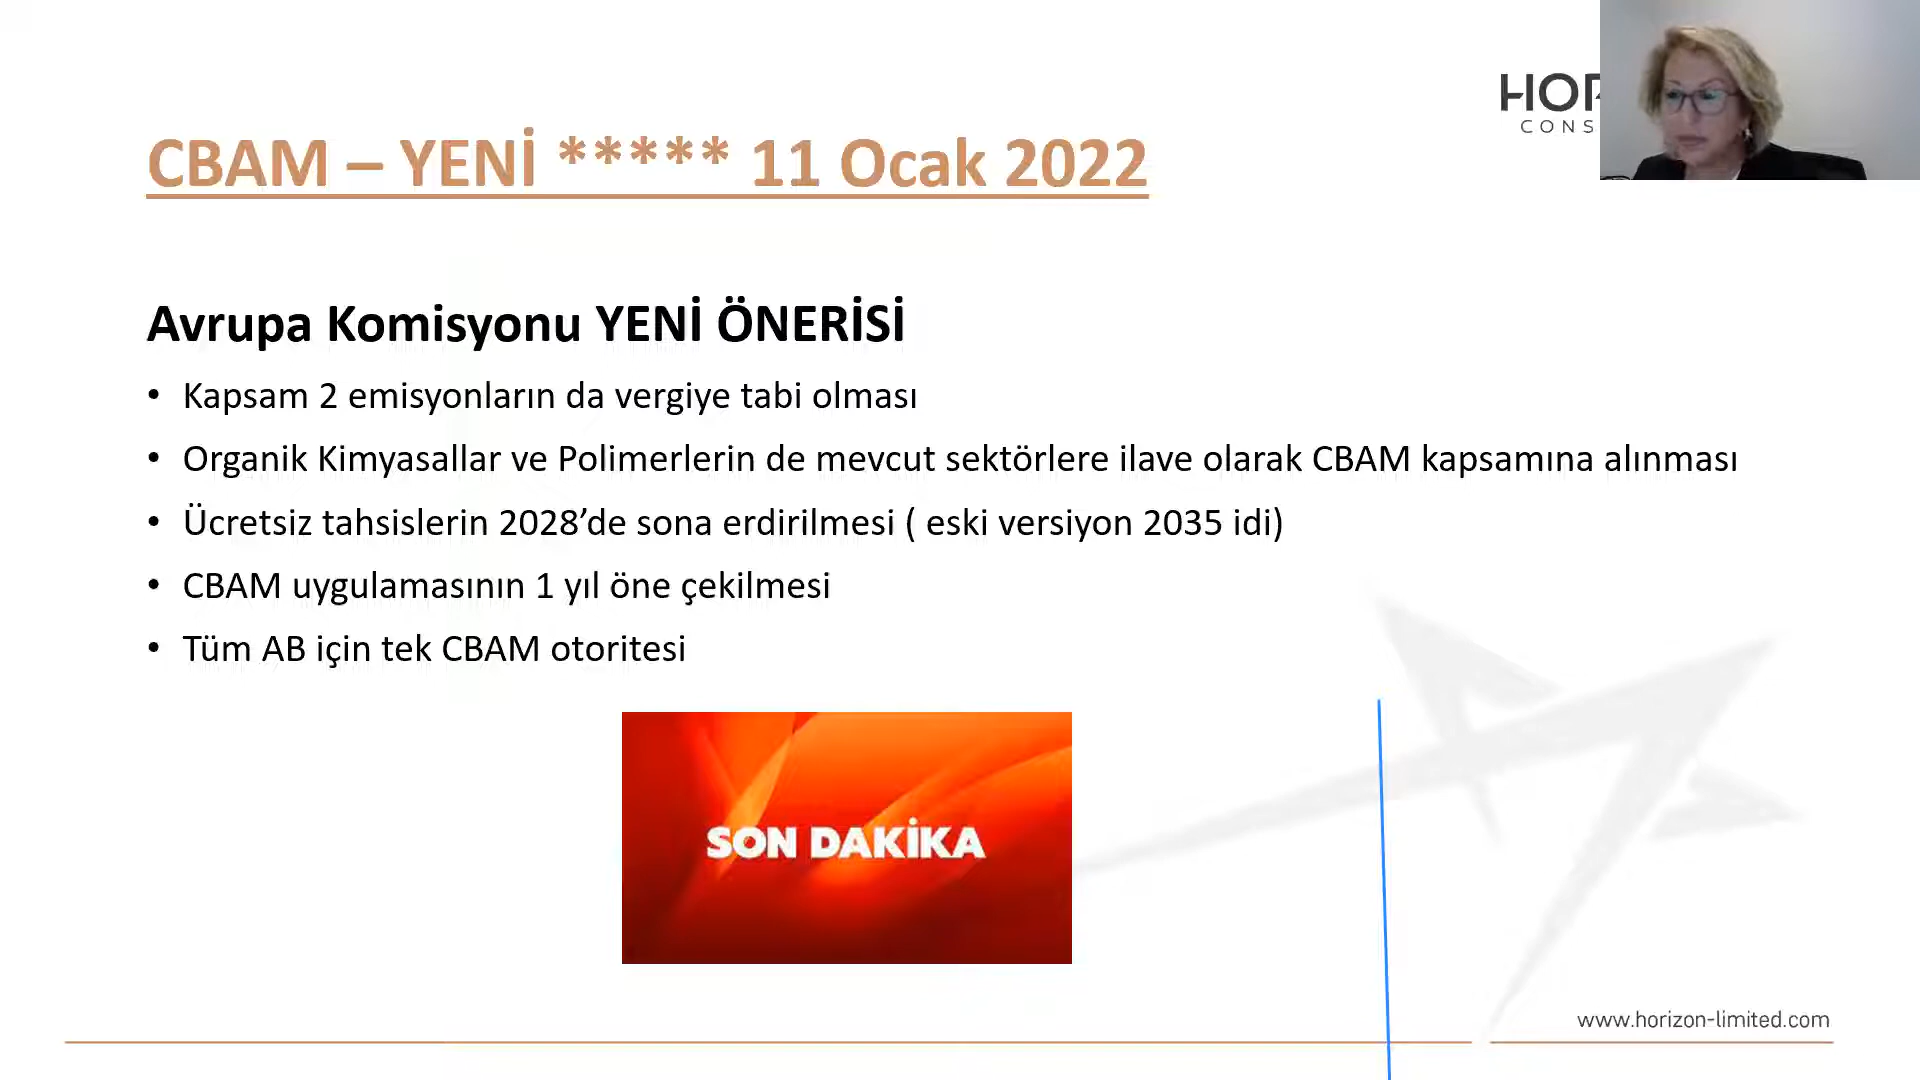 HOR
CONS
CBAM – YENİ ***** 11 Ocak 2022
Avrupa Komisyonu YENİ ÖNERİSİ
• Kapsam 2 emisyonların da vergiye tabi olması
• Organik Kimyasallar ve Polimerlerin de mevcut sektörlere ilave olarak CBAM kapsamına alınması
• Ücretsiz tahsislerin 2028’de sona erdirilmesi ( eski versiyon 2035 idi)
• CBAM uygulamasının 1 yıl öne çekilmesi
• Tüm AB için tek CBAM otoritesi
SON DAKİKA
www.horizon-limited.com